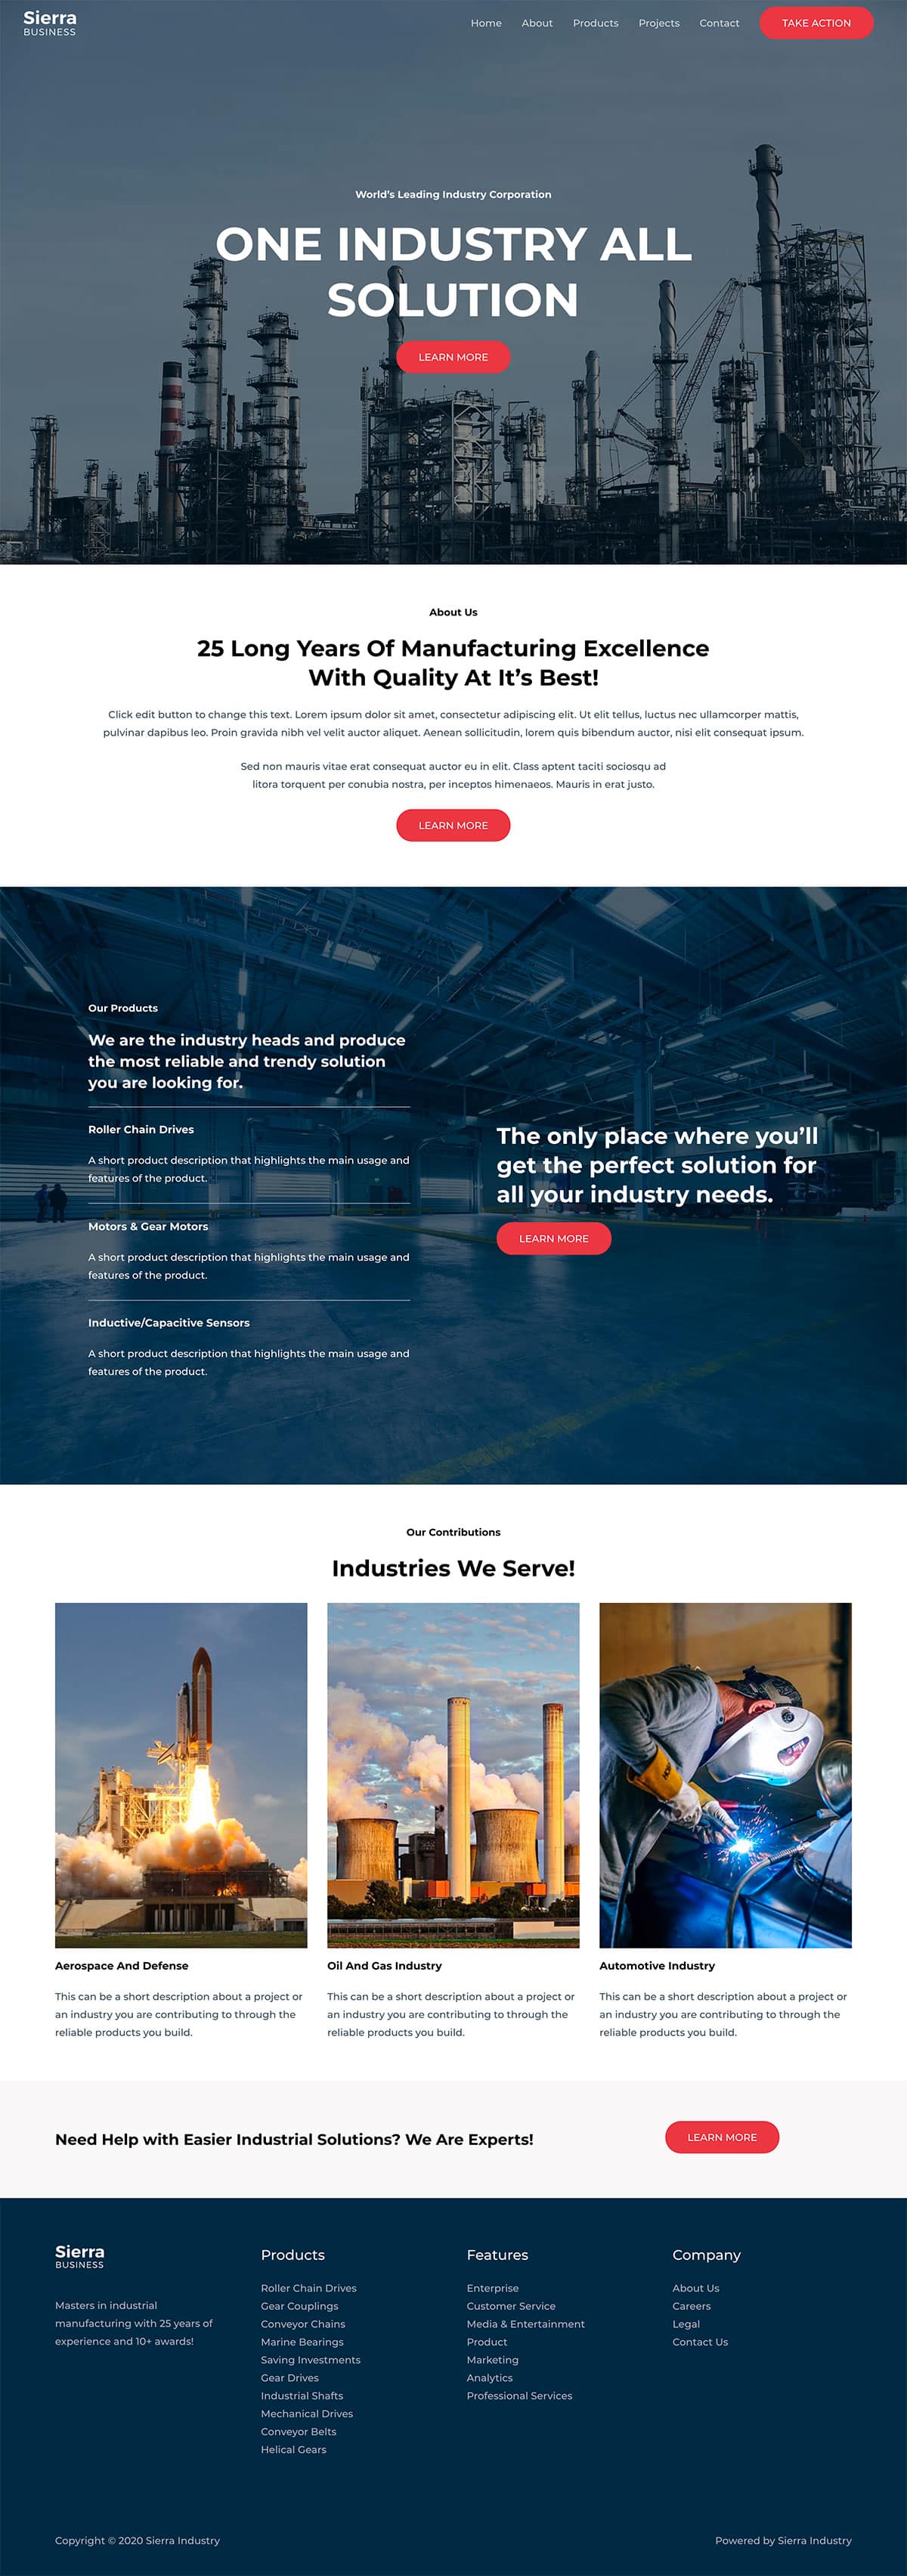 Sierra
BUSINESS
Home About Products Projects Contact TAKE ACTION
World’s Leading Industry Corporation
ONE INDUSTRY ALL
SOLUTION
LEARN MORE
About Us
25 Long Years Of Manufacturing Excellence
With Quality At It’s Best!
Click edit button to change this text. Lorem ipsum dolor sit amet, consectetur adipiscing elit. Ut elit tellus, luctus nec ullamcorper mattis,
pulvinar dapibus leo. Proin gravida nibh vel velit auctor aliquet. Aenean sollicitudin, lorem quis bibendum auctor, nisi elit consequat ipsum.
Sed non mauris vitae erat consequat auctor eu in elit. Class aptent taciti sociosqu ad
litora torquent per conubia nostra, per inceptos himenaeos. Mauris in erat justo.
LEARN MORE
Our Products
We are the industry heads and produce
the most reliable and trendy solution
you are looking for.
Roller Chain Drives
A short product description that highlights the main usage and
features of the product.
Motors & Gear Motors
A short product description that highlights the main usage and
features of the product.
Inductive/Capacitive Sensors
A short product description that highlights the main usage and
features of the product.
The only place where you’ll
get the perfect solution for
all your industry needs.
LEARN MORE
Our Contributions
Industries We Serve!
Aerospace And Defense
This can be a short description about a project or
an industry you are contributing to through the
reliable products you build.
Oil And Gas Industry
This can be a short description about a project or
an industry you are contributing to through the
reliable products you build.
Automotive Industry
This can be a short description about a project or
an industry you are contributing to through the
reliable products you build.
Need Help with Easier Industrial Solutions? We Are Experts!
LEARN MORE
Sierra
BUSINESS
Masters in industrial
manufacturing with 25 years of
experience and 10+ awards!
Products
Roller Chain Drives
Gear Couplings
Conveyor Chains
Marine Bearings
Saving Investments
Gear Drives
Industrial Shafts
Mechanical Drives
Conveyor Belts
Helical Gears
Features
Enterprise
Customer Service
Media & Entertainment
Product
Marketing
Analytics
Professional Services
Company
About Us
Careers
Legal
Contact Us
Copyright © 2020 Sierra Industry
Powered by Sierra Industry